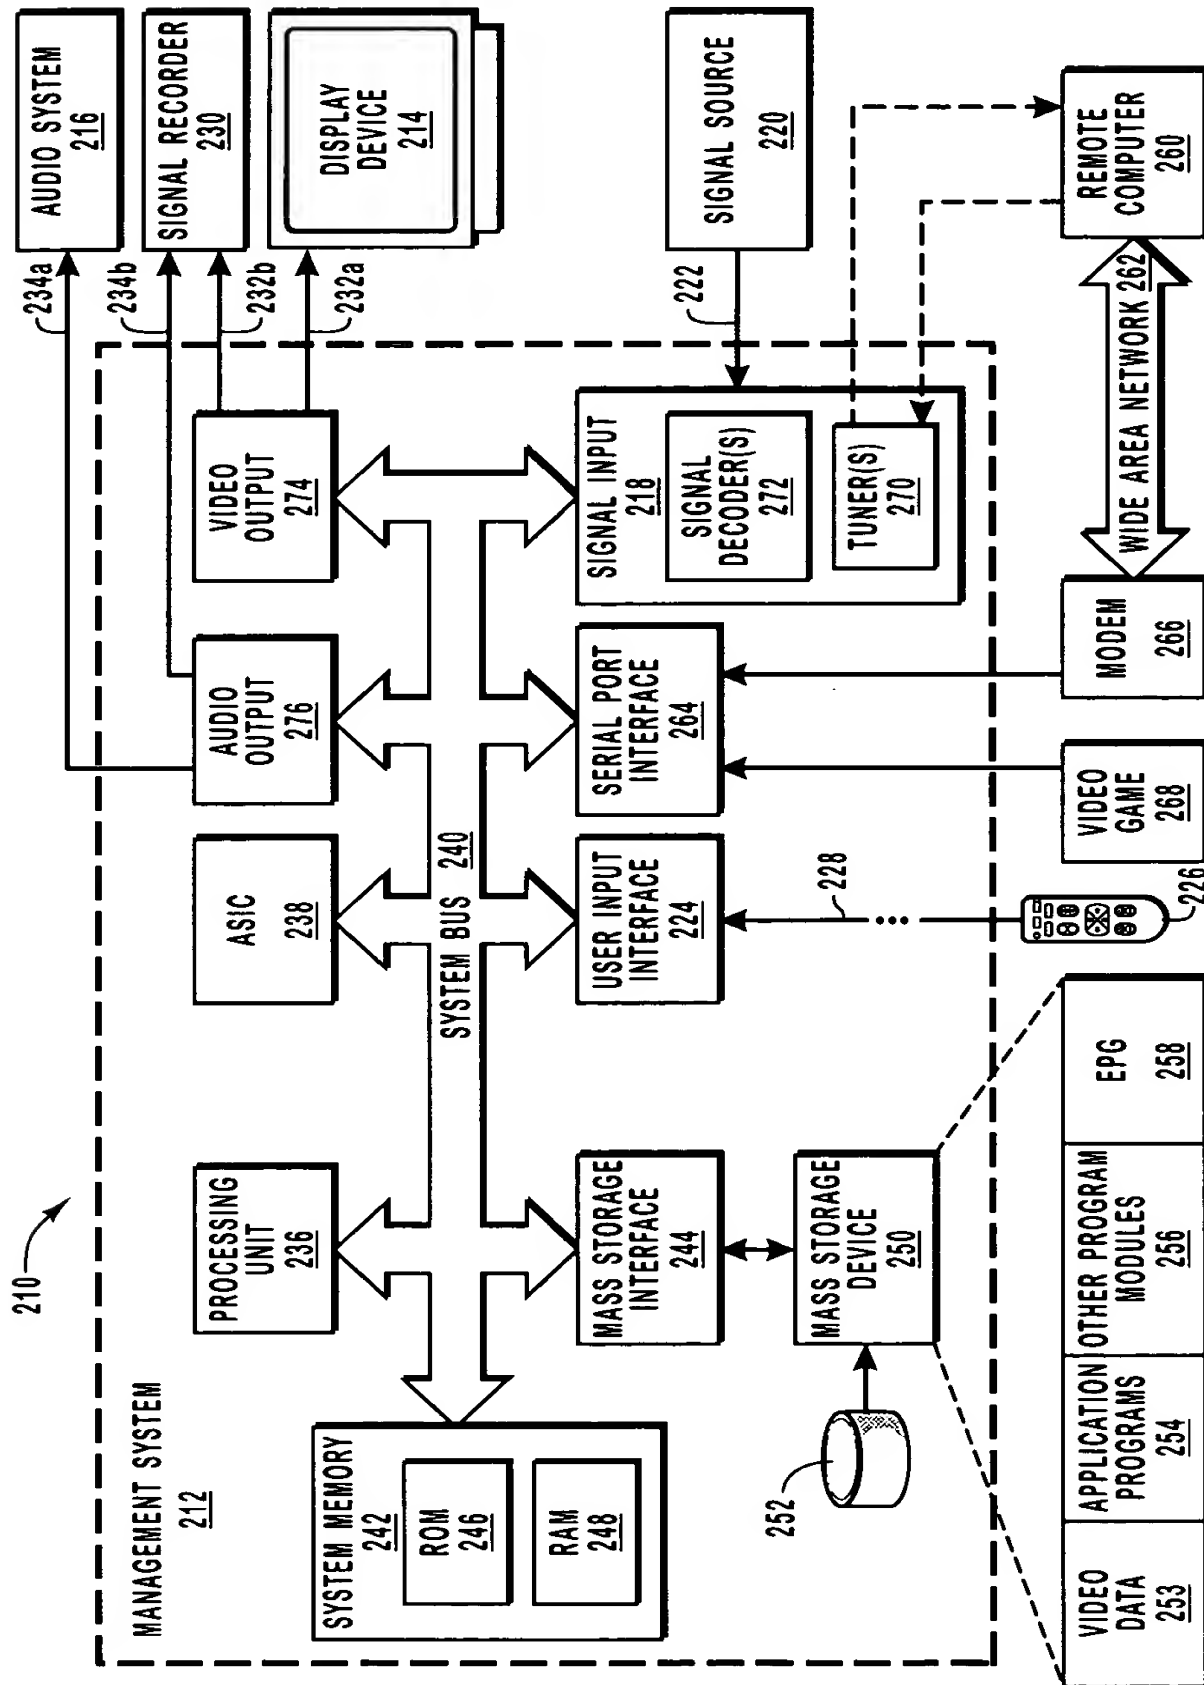 210
MANAGEMENT SYSTEM
212
SYSTEM MEMORY
242
ROM
246
RAM
248
PROCESSING
UNIT
236
ASIC
238
AUDIO
OUTPUT
276
VIDEO
OUTPUT
274
234a
234b
232b
232a
AUDIO SYSTEM
216
SIGNAL RECORDER
230
DISPLAY
DEVICE
214
SYSTEM BUS 240
MASS STORAGE
INTERFACE
244
USER INPUT
INTERFACE
224
SERIAL PORT
INTERFACE
264
SIGNAL INPUT
218
SIGNAL
DECODER(S)
272
TUNER(S)
270
222
SIGNAL SOURCE
220
252
MASS STORAGE
DEVICE
250
228
226
VIDEO
DATA
253
APPLICATION
PROGRAMS
254
OTHER PROGRAM
MODULES
256
EPG
258
VIDEO
GAME
268
MODEM
266
WIDE AREA NETWORK 262
REMOTE
COMPUTER
260